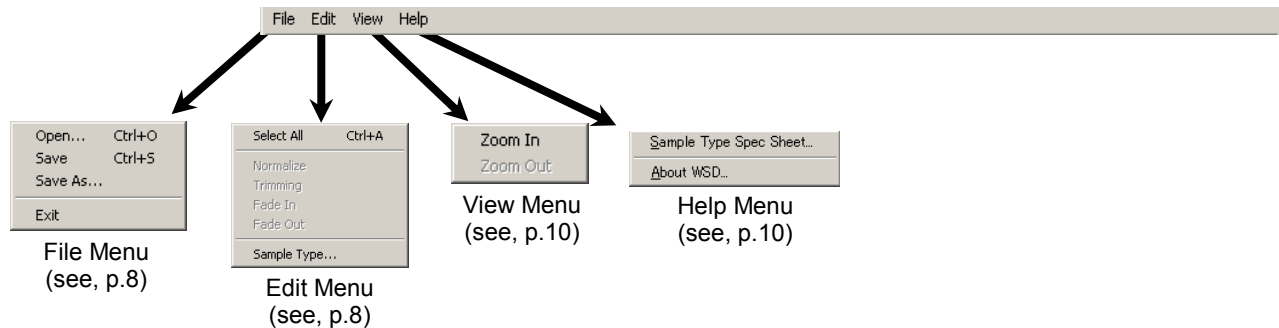 File Edit View Help
Open... Ctrl+O
Save Ctrl+S
Save As...
Exit
File Menu
(see, p.8)
Select All Ctrl+A
Normalize
Trimming
Fade In
Fade Out
Sample Type...
Edit Menu
(see, p.8)
Zoom In
Zoom Out
View Menu
(see, p.10)
Sample Type Spec Sheet...
About WSD...
Help Menu
(see, p.10)